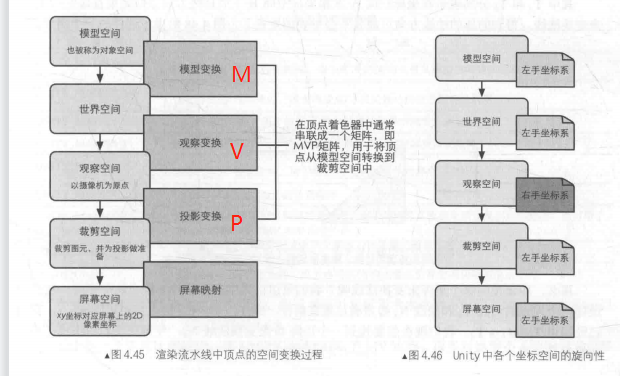 模型空间
也被称为对象空间
模型变换
M
世界空间
观察变换
V
观察空间
以摄像机为原点
投影变换
P
裁剪空间
裁剪图元，并为投影做准
备
屏幕映射
屏幕空间
xy坐标对应屏幕上的2D
像素坐标
在顶点着色器中通常
串联成一个矩阵，即
MVP矩阵，用于将顶
点从模型空间转换到
裁剪空间中
▲图 4.45 渲染流水线中顶点的空间变换过程
模型空间
左手坐标系
世界空间
左手坐标系
观察空间
右手坐标系
裁剪空间
左手坐标系
屏幕空间
左手坐标系
▲图 4.46 Unity 中各个坐标空间的旋向性